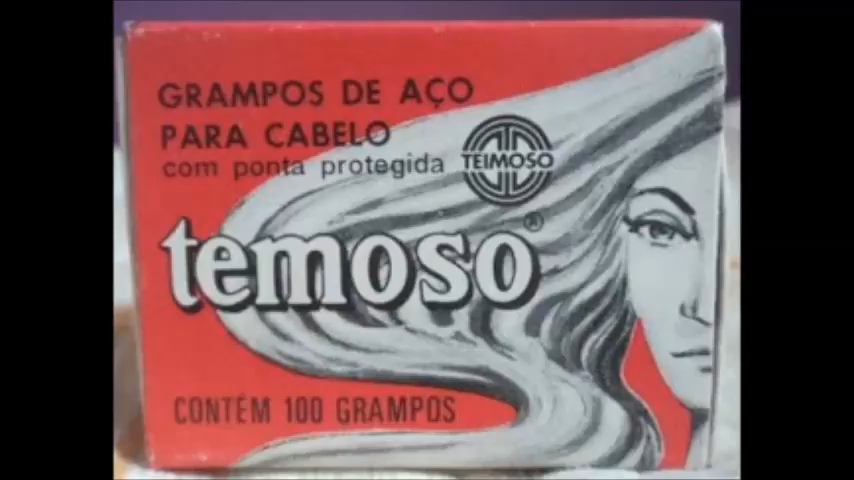 GRAMPOS DE AÇO
PARA CABELO
com ponta protegida
TEIMOSO
temoso®
CONTÉM 100 GRAMPOS